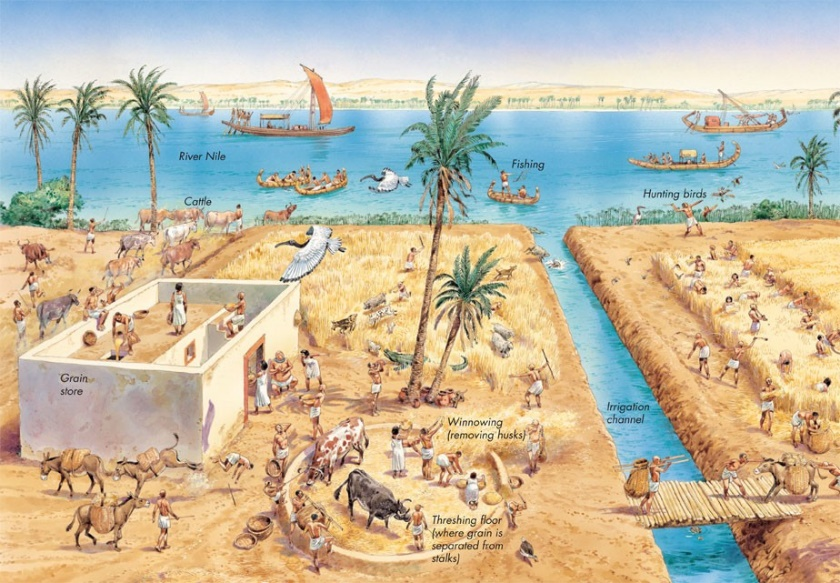 River Nile
Fishing
Cattle
Hunting birds
Grain
store
Irrigation
channel
Winnowing
(removing husks)
Threshing floor
(where grain is
separated from
stalks)